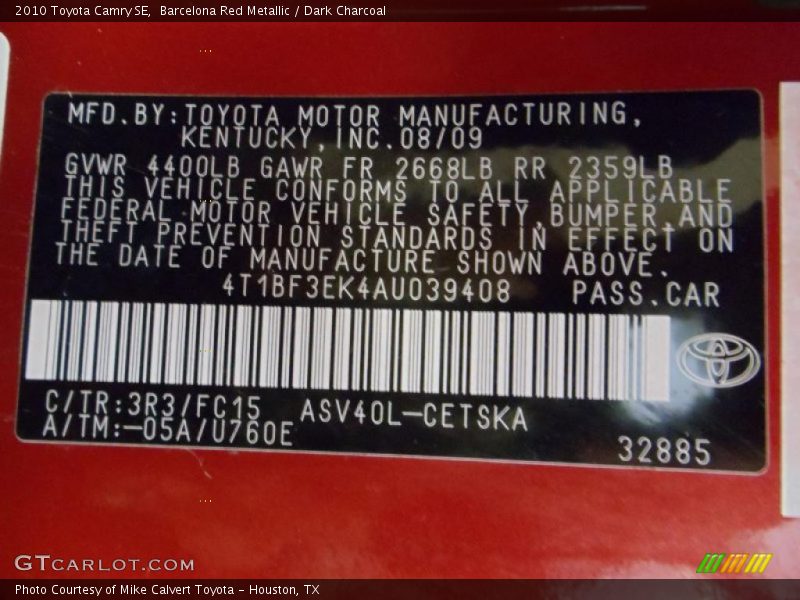 2010 Toyota Camry SE,  Barcelona Red Metallic / Dark Charcoal
MFD.BY:TOYOTA MOTOR MANUFACTURING,
KENTUCKY,INC.08/09
GVWR 4400LB GAWR FR 2668LB RR 2359LB
THIS VEHICLE CONFORMS TO ALL APPLICABLE
FEDERAL MOTOR VEHICLE SAFETY,BUMPER,AND
THEFT PREVENTION STANDARDS IN EFFECT ON
THE DATE OF MANUFACTURE SHOWN ABOVE.
4T1BF3EK4AU039408 PASS.CAR
C/TR:3R3/FC15 ASV40L-CETSKA
A/TM:-05A/U760E
32885
GTCARLOT.COM
Photo Courtesy of Mike Calvert Toyota - Houston, TX